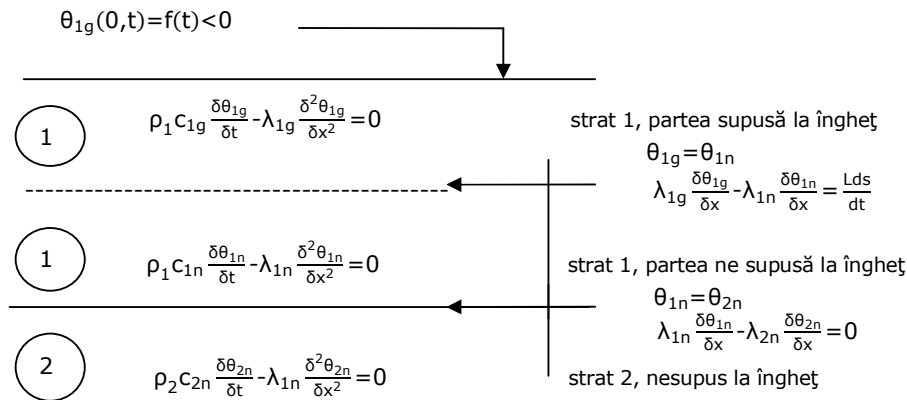 θ₁g(0,t)=f(t)<0
1
ρ₁c₁g δθ₁g/δt-λ₁g δ²θ₁g/δx²=0
strat 1, partea supusă la îngheţ
θ₁g=θ₁n
λ₁g δθ₁g/δx-λ₁n δθ₁n/δx=Lds/dt
1
ρ₁c₁n δθ₁n/δt-λ₁n δ²θ₁n/δx²=0
strat 1, partea ne supusă la îngheţ
θ₁n=θ₂n
λ₁n δθ₁n/δx-λ₂n δθ₂n/δx=0
2
ρ₂c₂n δθ₂n/δt-λ₁n δ²θ₂n/δx²=0
strat 2, nesupus la îngheţ